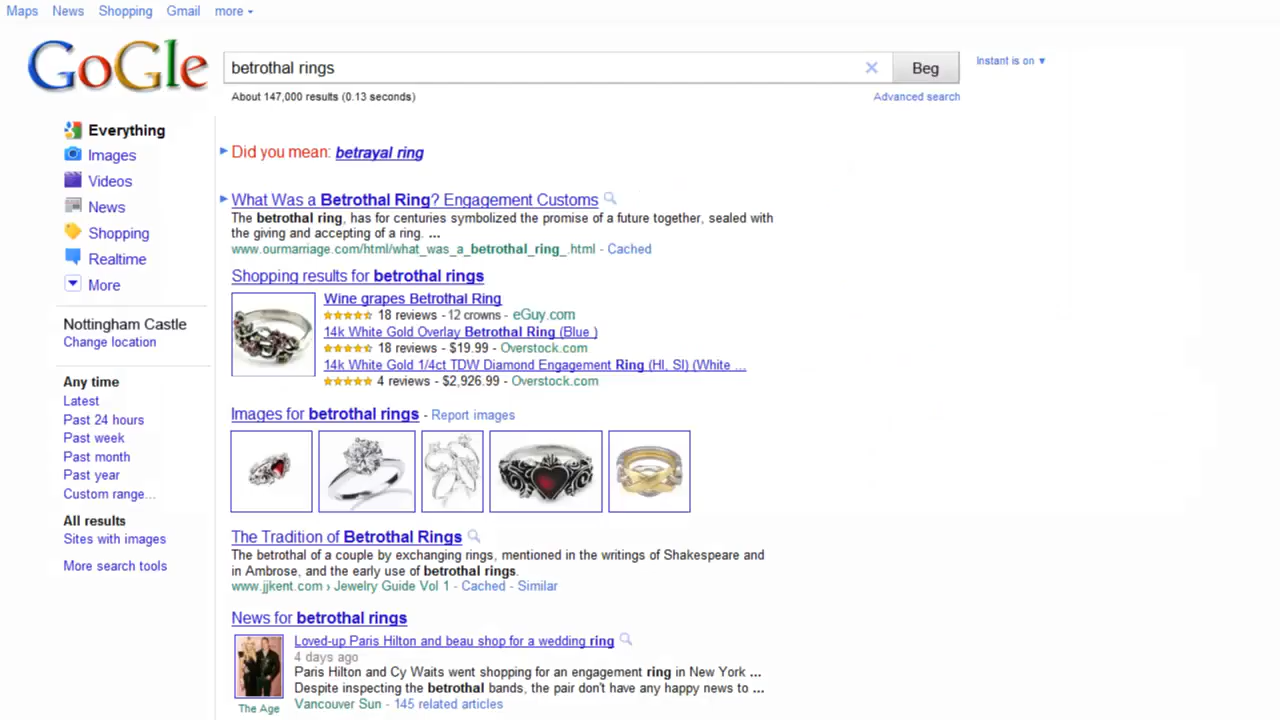 Maps News Shopping Gmail more
GoGle
betrothal rings
Beg
Instant is on
About 147,000 results (0.13 seconds)
Advanced search
Everything
Images
Videos
News
Shopping
Realtime
More
Nottingham Castle
Change location
Any time
Latest
Past 24 hours
Past week
Past month
Past year
Custom range...
All results
Sites with images
More search tools
Did you mean: betrayal ring
What Was a Betrothal Ring? Engagement Customs
The betrothal ring, has for centuries symbolized the promise of a future together, sealed with
the giving and accepting of a ring. ...
www.ourmarriage.com/html/what_was_a_betrothal_ring_.html - Cached
Shopping results for betrothal rings
Wine grapes Betrothal Ring
18 reviews - 12 crowns - eGuy.com
14k White Gold Overlay Betrothal Ring (Blue )
18 reviews - $19.99 - Overstock.com
14k White Gold 1/4ct TDW Diamond Engagement Ring (HI, SI) (White ...
4 reviews - $2,926.99 - Overstock.com
Images for betrothal rings - Report images
The Tradition of Betrothal Rings
The betrothal of a couple by exchanging rings, mentioned in the writings of Shakespeare and
in Ambrose, and the early use of betrothal rings.
www.jjkent.com › Jewelry Guide Vol 1 - Cached - Similar
News for betrothal rings
Loved-up Paris Hilton and beau shop for a wedding ring
4 days ago
Paris Hilton and Cy Waits went shopping for an engagement ring in New York ...
Despite inspecting the betrothal bands, the pair don't have any happy news to ...
Vancouver Sun - 145 related articles
The Age